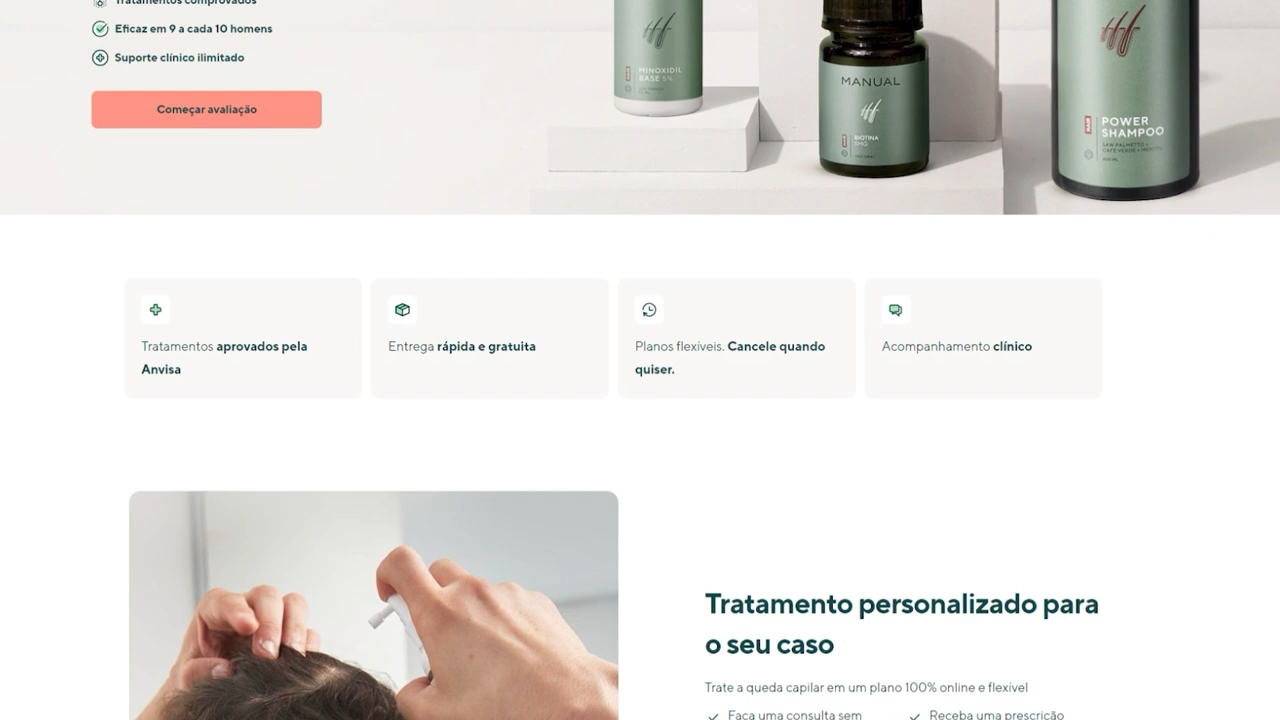 Tratamentos comprovados
Eficaz em 9 a cada 10 homens
Suporte clínico ilimitado
Começar avaliação
MINOXIDIL
BASE 5%
MANUAL
BIOTINA
5MG
HAIR
POWER
SHAMPOO
SAW PALMETTO +
CAFÉ VERDE + MENTOL
Tratamentos aprovados pela
Anvisa
Entrega rápida e gratuita
Planos flexíveis. Cancele quando
quiser.
Acompanhamento clínico
Tratamento personalizado para
o seu caso
Trate a queda capilar em um plano 100% online e flexível
Faça uma consulta sem
Receba uma prescrição